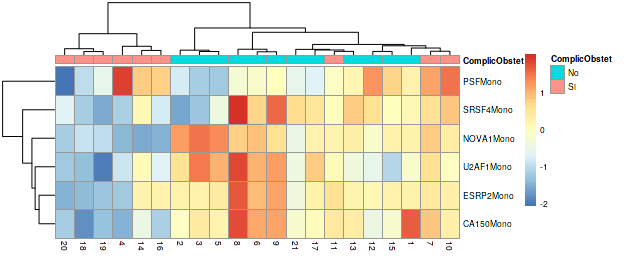 ComplicObstet
ComplicObstet
No
Si
PSFMono
SRSF4Mono
NOVA1Mono
U2AF1Mono
ESRP2Mono
CA150Mono
1
0
-1
-2
20 18 19 4 14 16 2 3 5 8 6 9 21 17 11 13 12 15 1 7 10